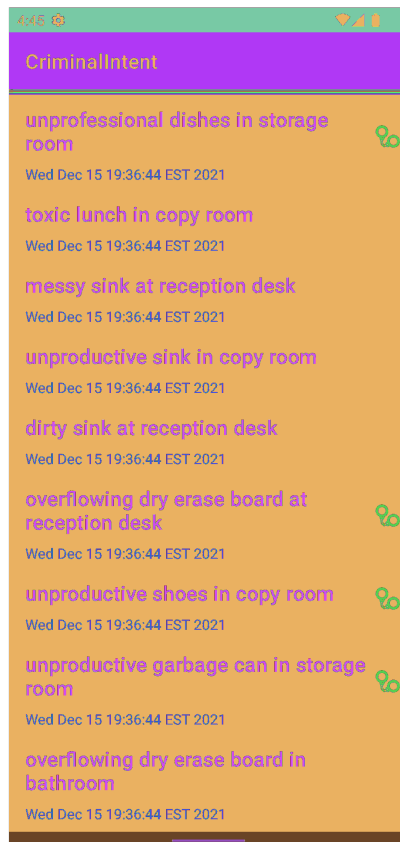 4:45
CriminalIntent
unprofessional dishes in storage
room
Wed Dec 15 19:36:44 EST 2021
toxic lunch in copy room
Wed Dec 15 19:36:44 EST 2021
messy sink at reception desk
Wed Dec 15 19:36:44 EST 2021
unproductive sink in copy room
Wed Dec 15 19:36:44 EST 2021
dirty sink at reception desk
Wed Dec 15 19:36:44 EST 2021
overflowing dry erase board at
reception desk
Wed Dec 15 19:36:44 EST 2021
unproductive shoes in copy room
Wed Dec 15 19:36:44 EST 2021
unproductive garbage can in storage
room
Wed Dec 15 19:36:44 EST 2021
overflowing dry erase board in
bathroom
Wed Dec 15 19:36:44 EST 2021